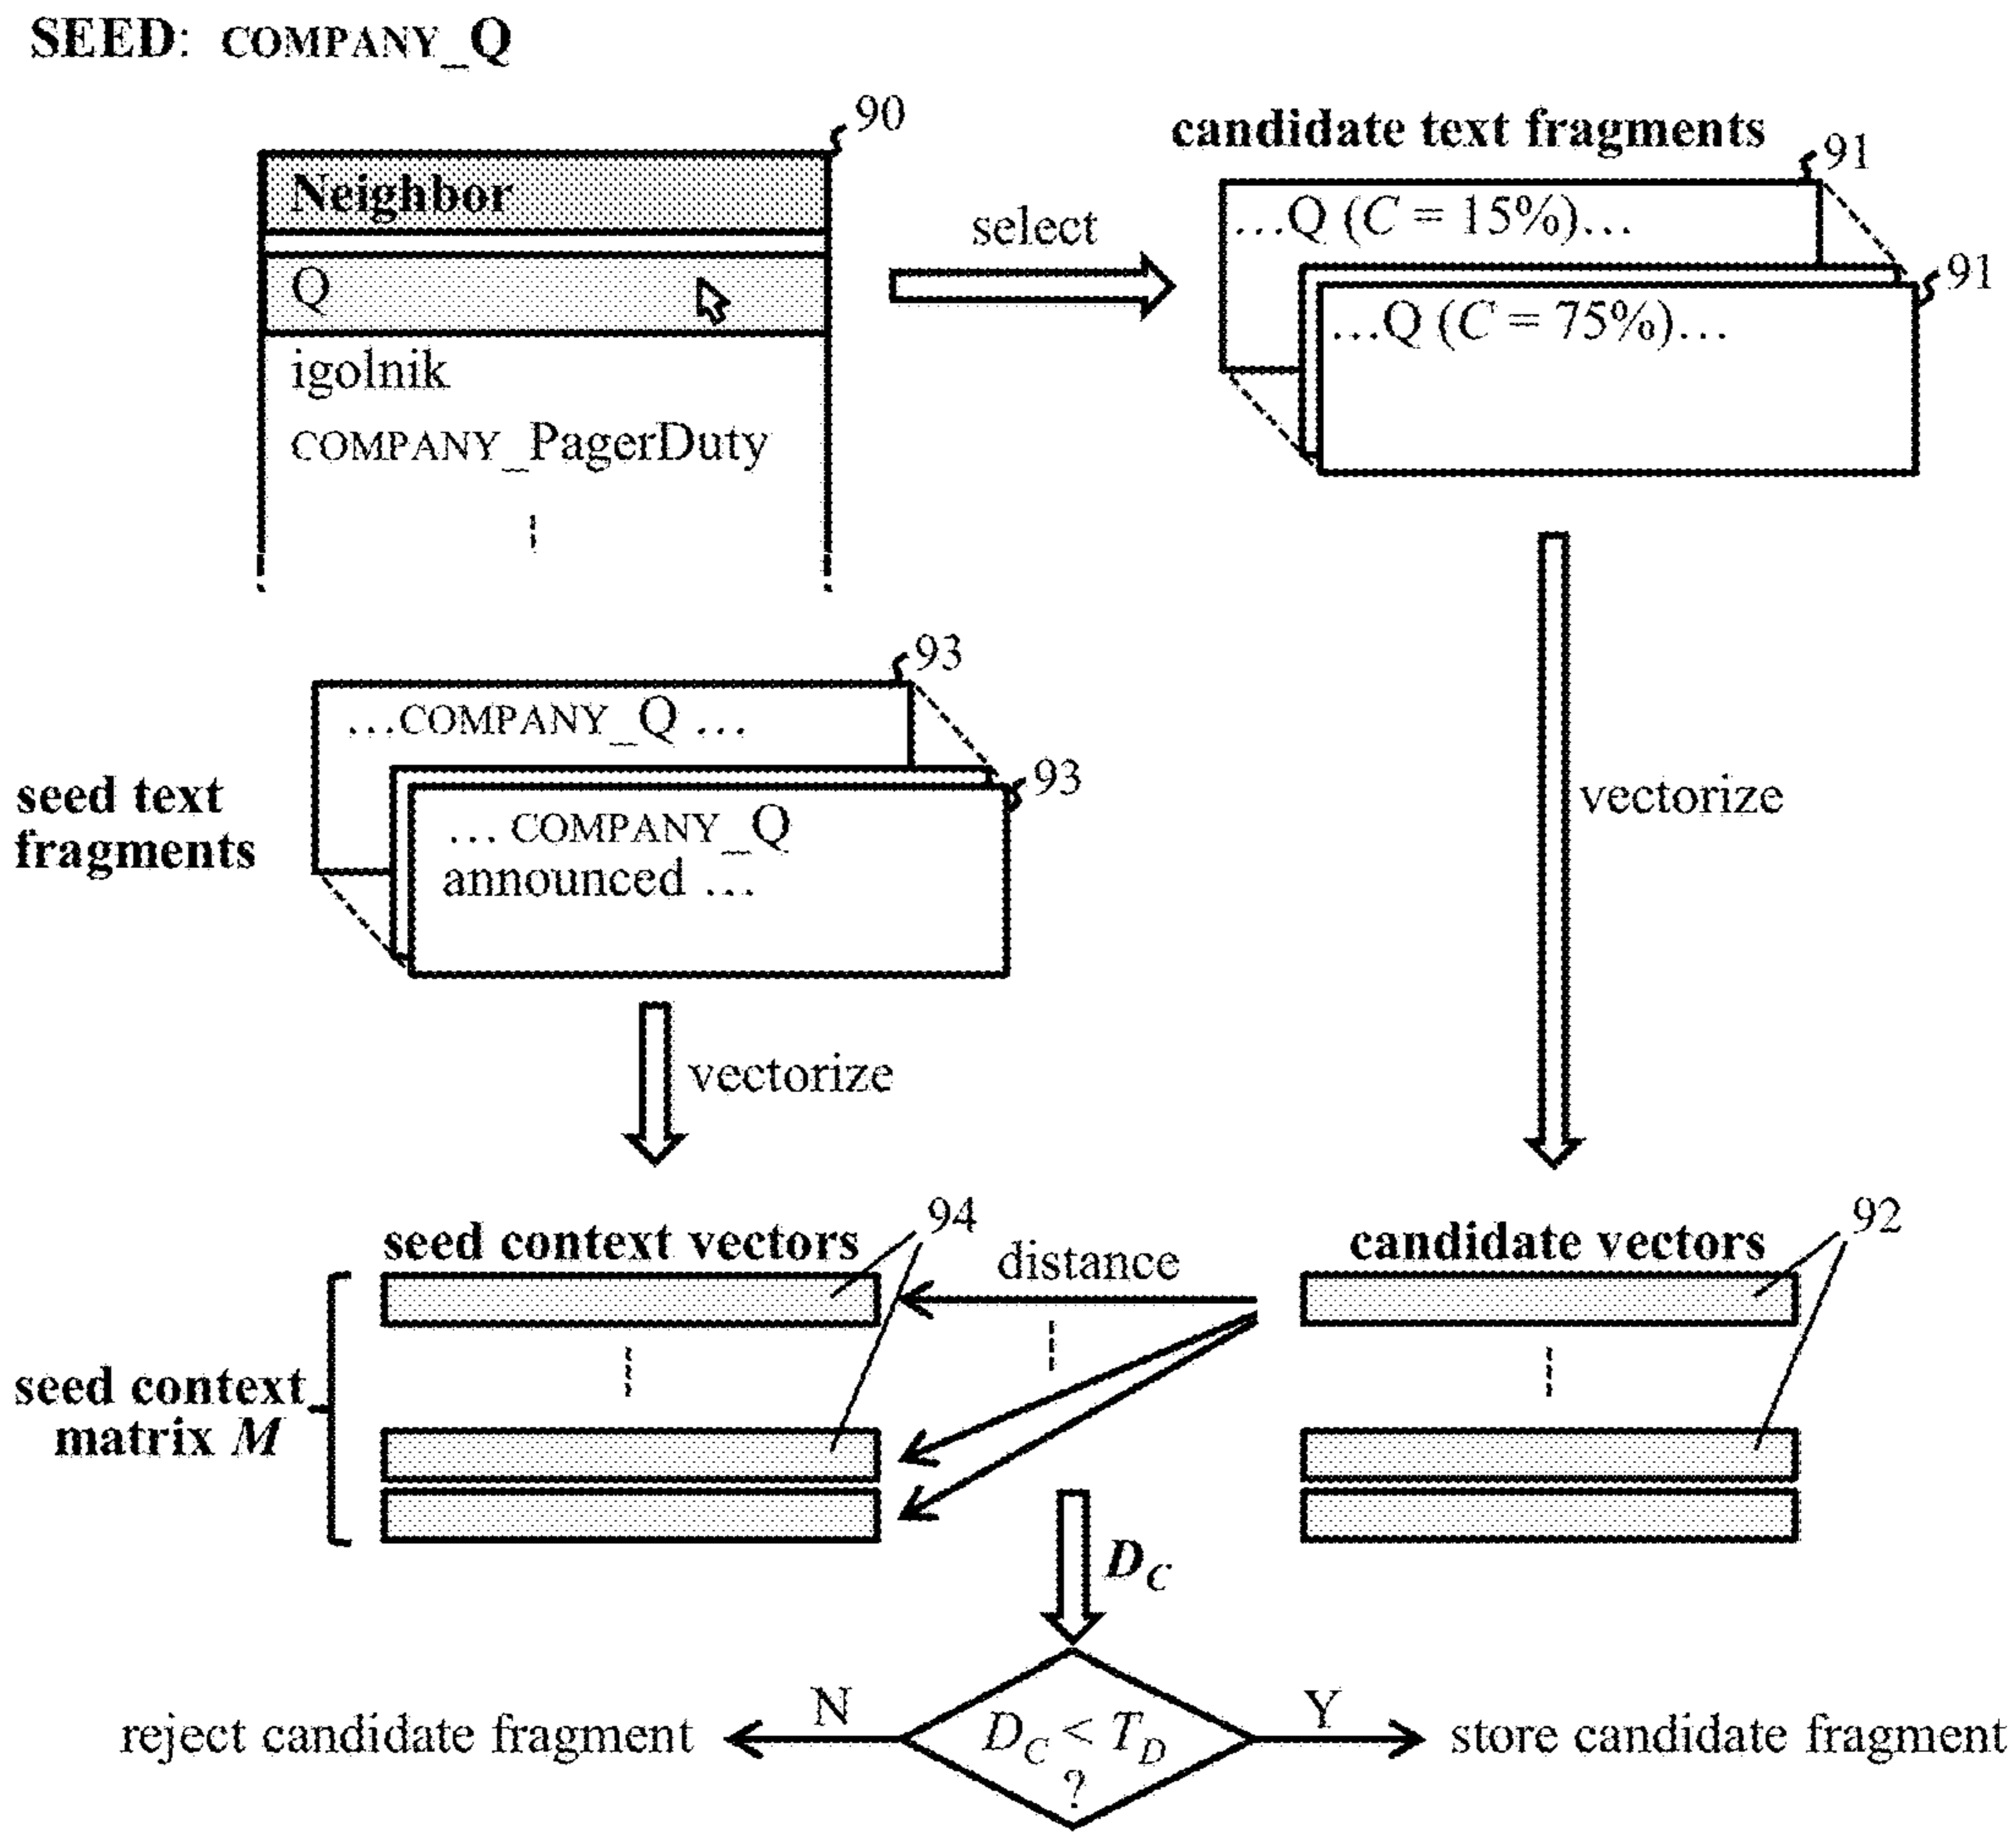 SEED: COMPANY_Q
90
Neighbor
Q
igolnik
COMPANY_PagerDuty
select
candidate text fragments
91
…Q (C = 15%)…
91
…Q (C = 75%)…
vectorize
seed text
fragments
93
…COMPANY_Q …
93
… COMPANY_Q
announced …
vectorize
seed context vectors
94
distance
candidate vectors
92
seed context
matrix M
D_C
D_C < T_D
?
N
reject candidate fragment
Y
store candidate fragment